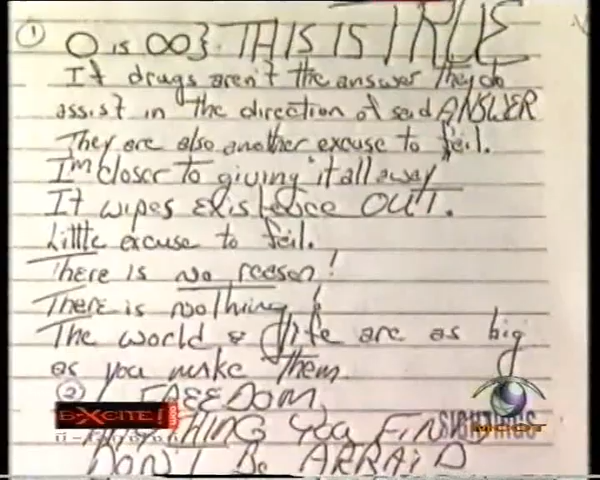 ① O is ∞}. THIS IS TRUE
If drugs aren't the answer They do
assist in the direction of said ANSWER
They are also another excuse to fail.
I'm closer to giving "it all away"
It wipes existence OUT.
Little excuse to fail.
There is no reason!
There is nothing!
The world & life are as big
as you make Them.
② FREEDOM
YOU FIND
DON'T Be AFRAID
EXCITE!
SIGHTINGS
MCOT